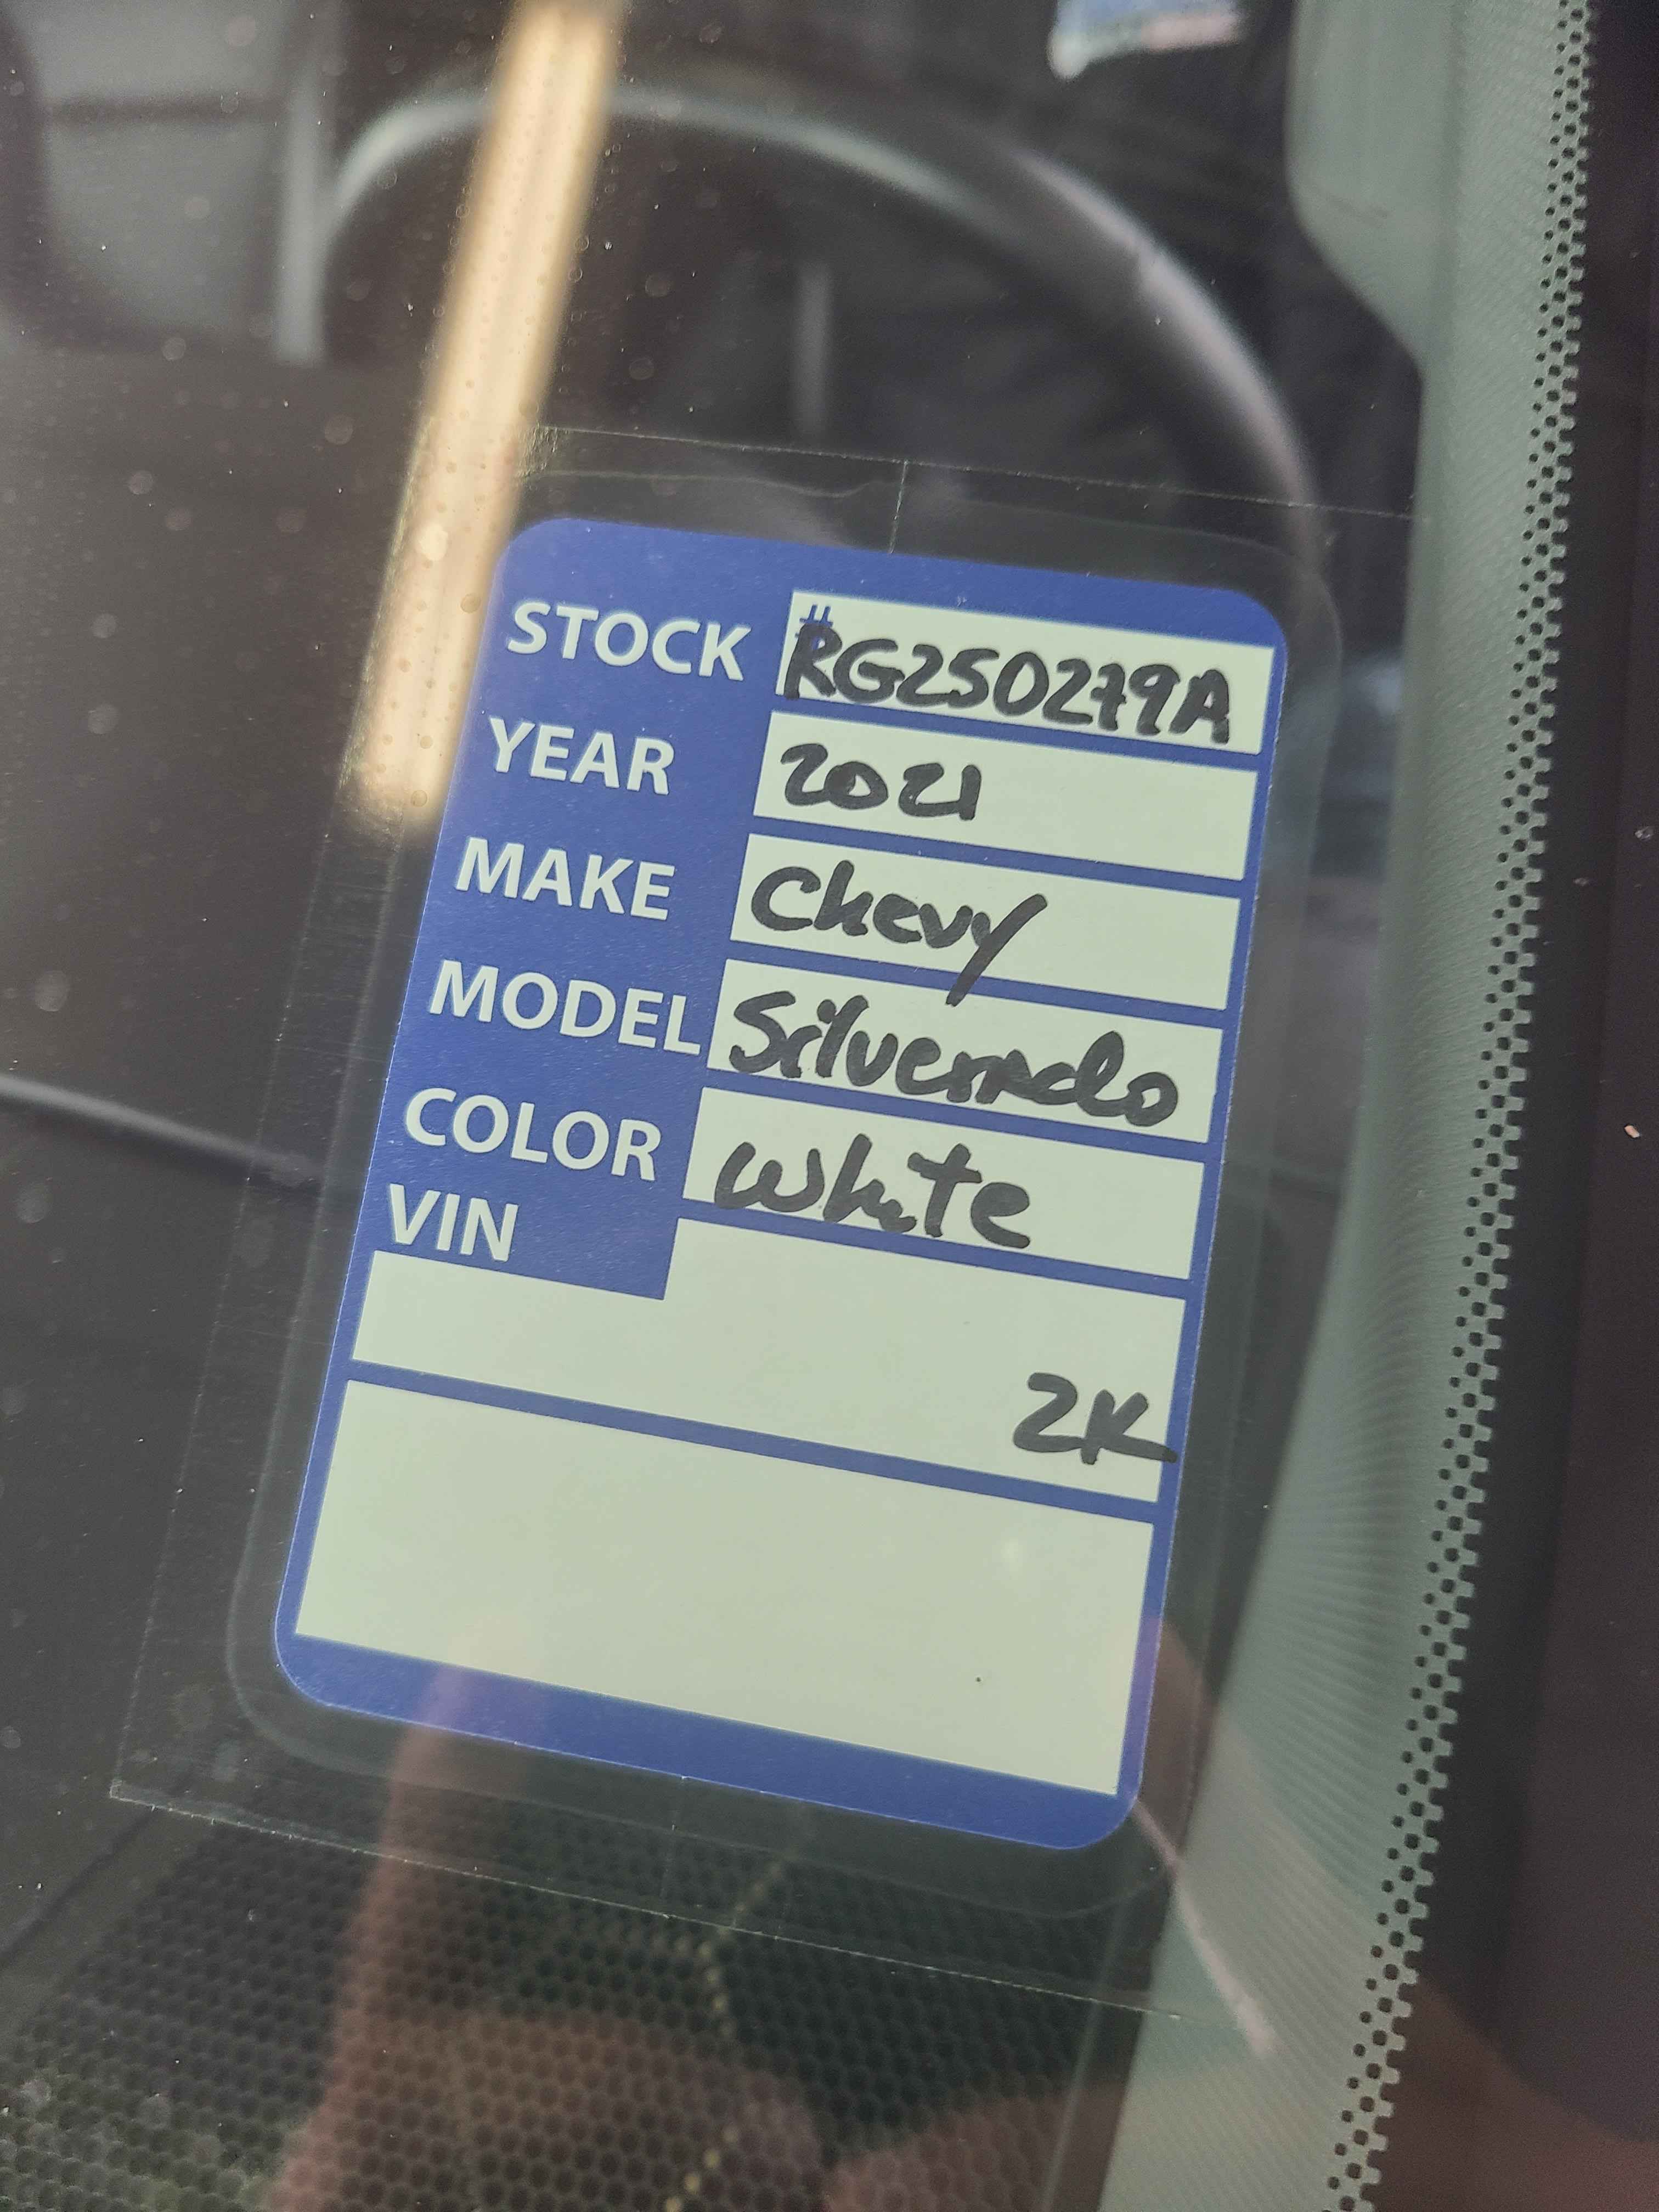 STOCK #RG250279A
YEAR 2021
MAKE Chevy
MODEL Silverado
COLOR White
VIN
2K